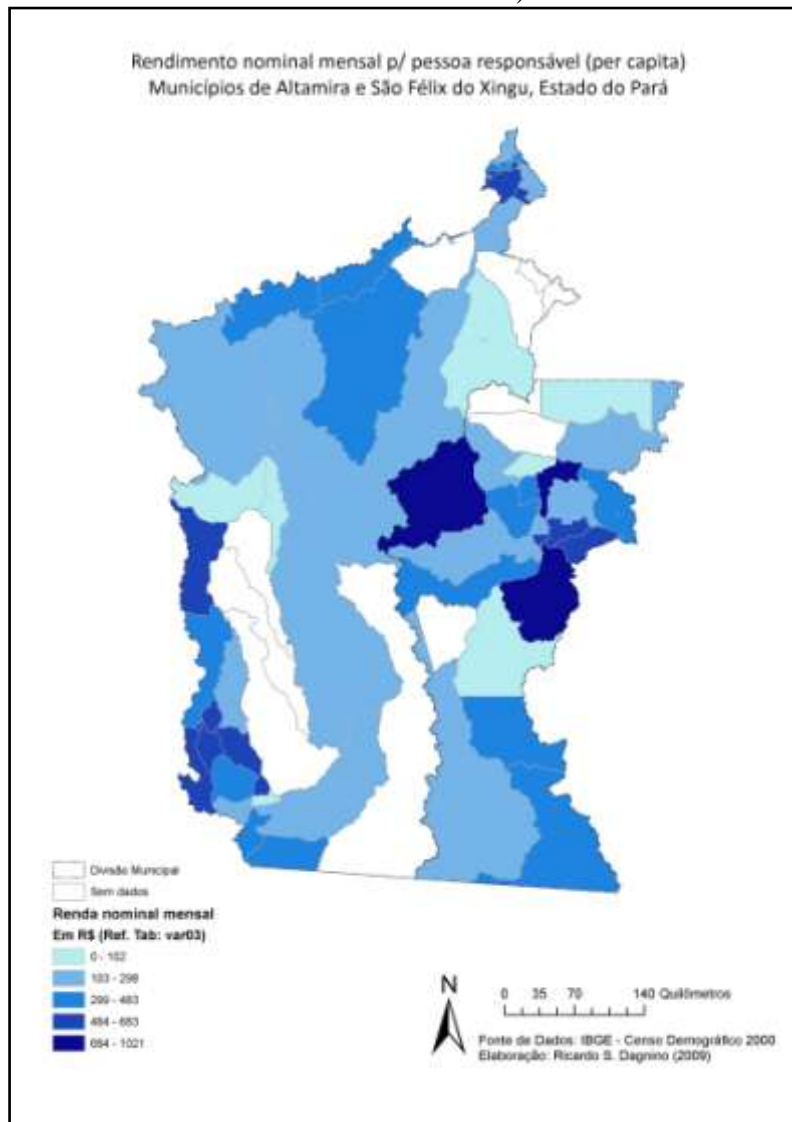 Rendimento nominal mensal p/ pessoa responsável (per capita)
Municípios de Altamira e São Félix do Xingu, Estado do Pará
Divisão Municipal
Sem dados
Renda nominal mensal
Em R$ (Ref. Tab: var03)
0 - 102
103 - 298
299 - 483
484 - 683
684 - 1021
N
0 35 70 140 Quilômetros
Fonte de Dados: IBGE - Censo Demográfico 2000
Elaboração: Ricardo S. Dagnino (2009)